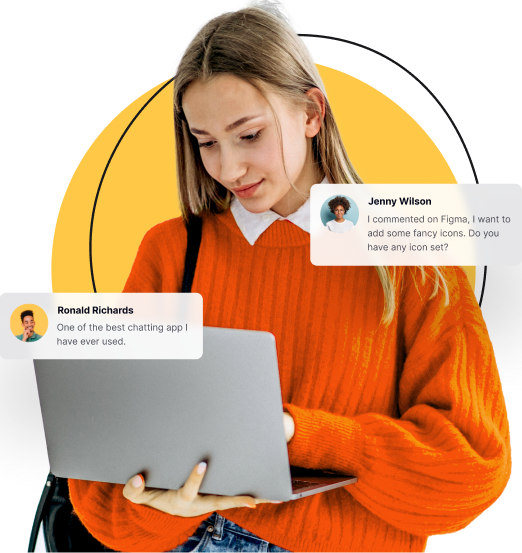 Jenny Wilson
I commented on Figma, I want to
add some fancy icons. Do you
have any icon set?
Ronald Richards
One of the best chatting app I
have ever used.